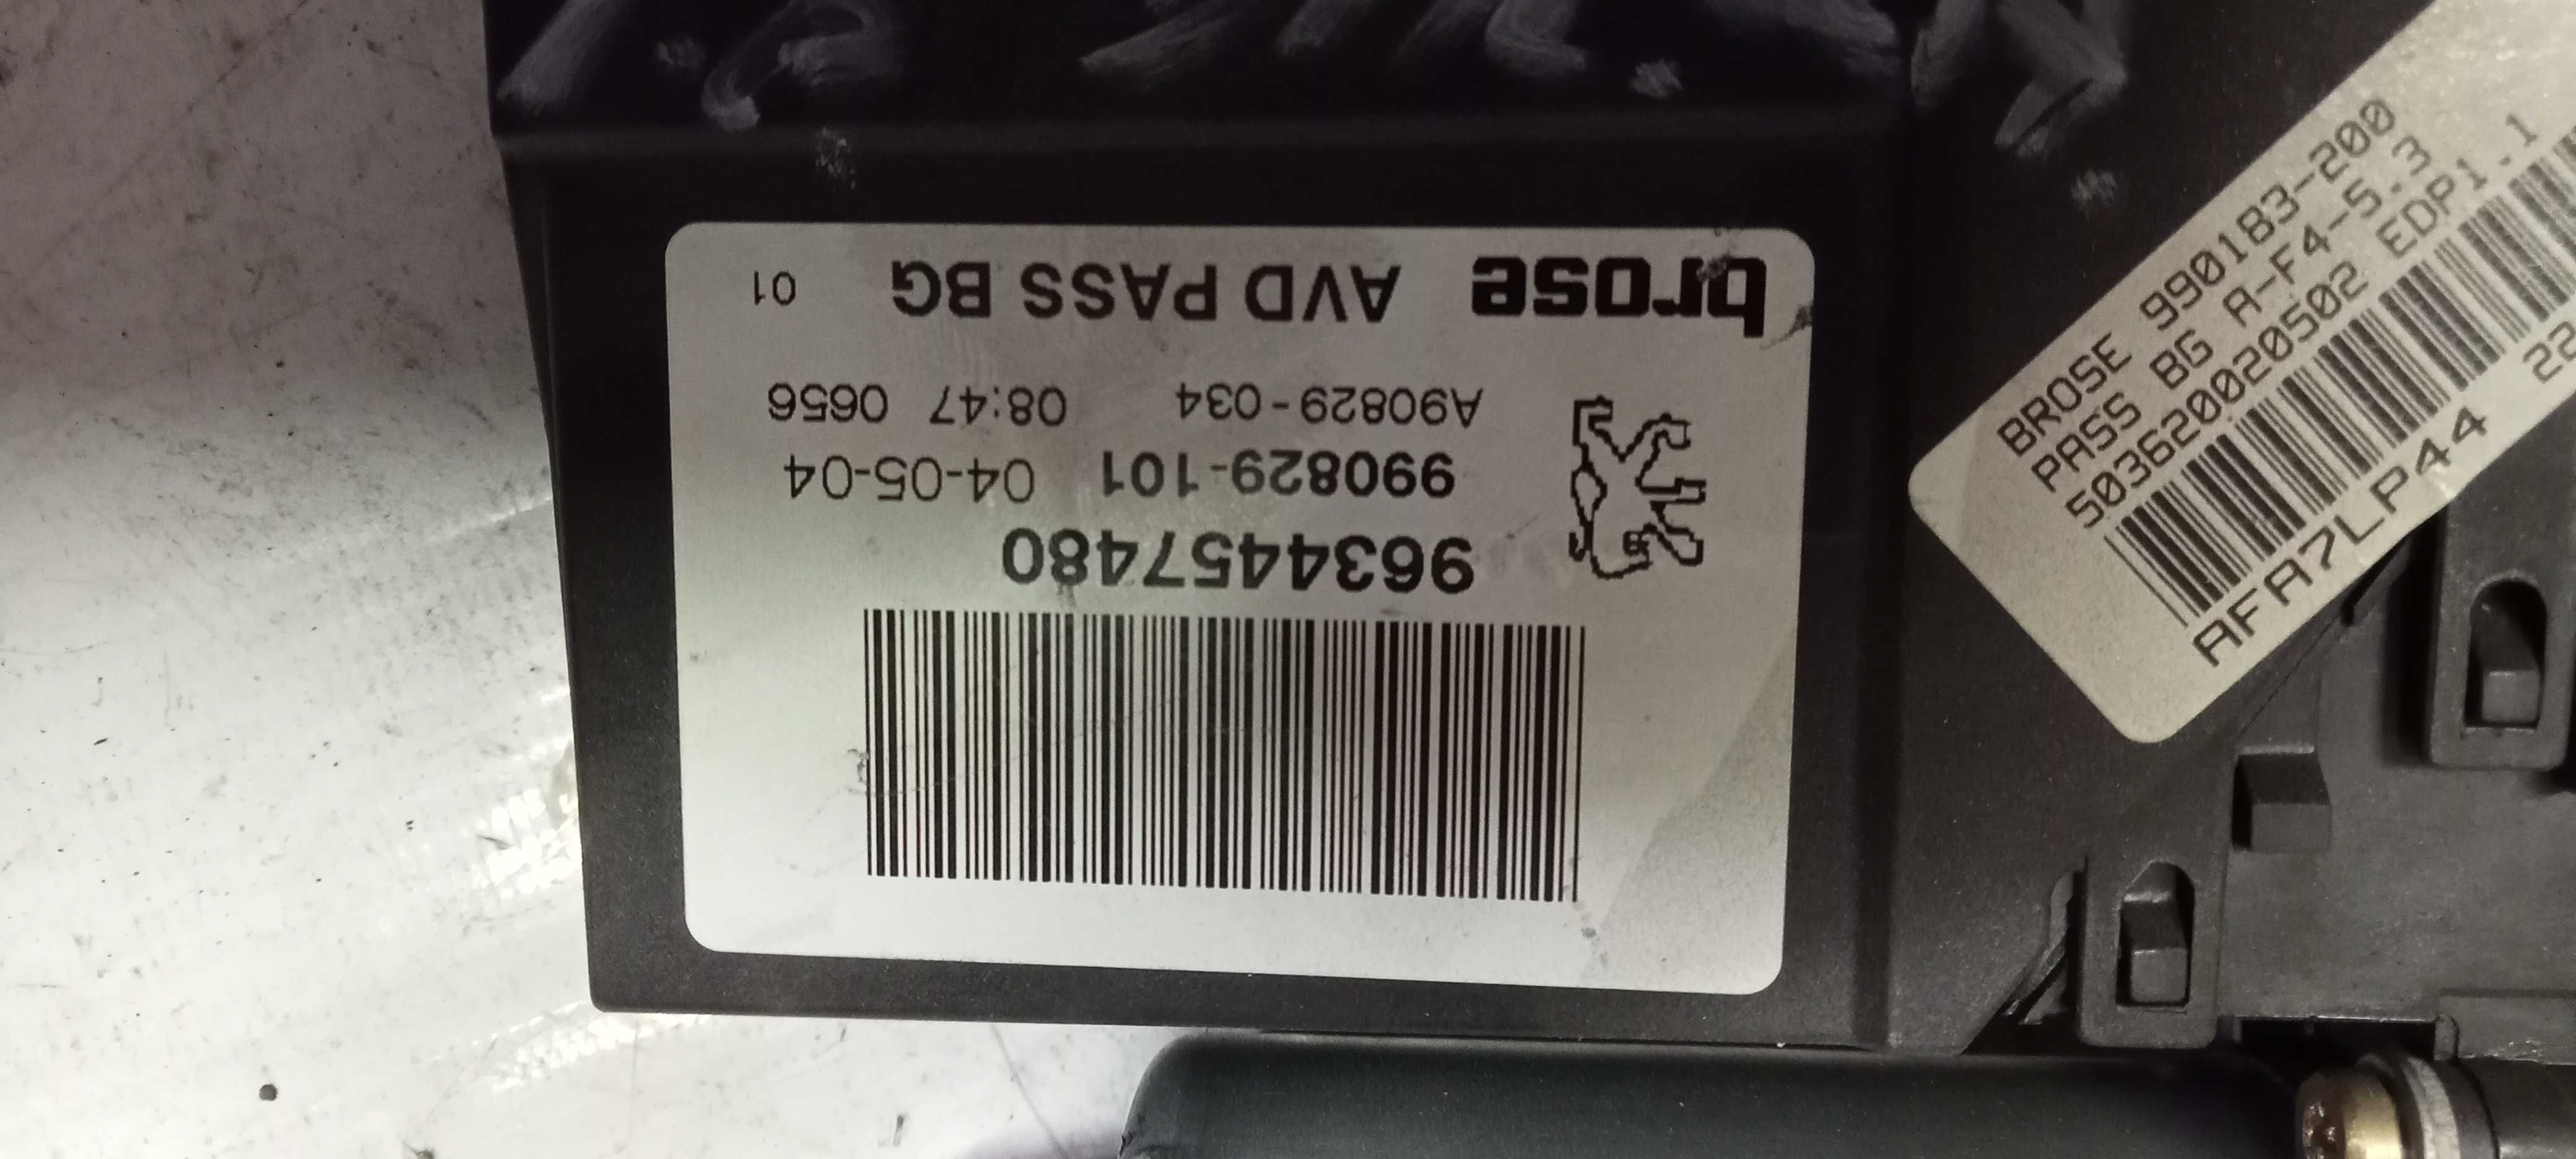 brose AVD PASS BG 01
A90829-034 08:47 0656
990829-101 04-05-04
9634457480
BROSE 990183-200
PASS BG A-F4-5.3
503620020502 EDP1.1
AFA7LP44 22